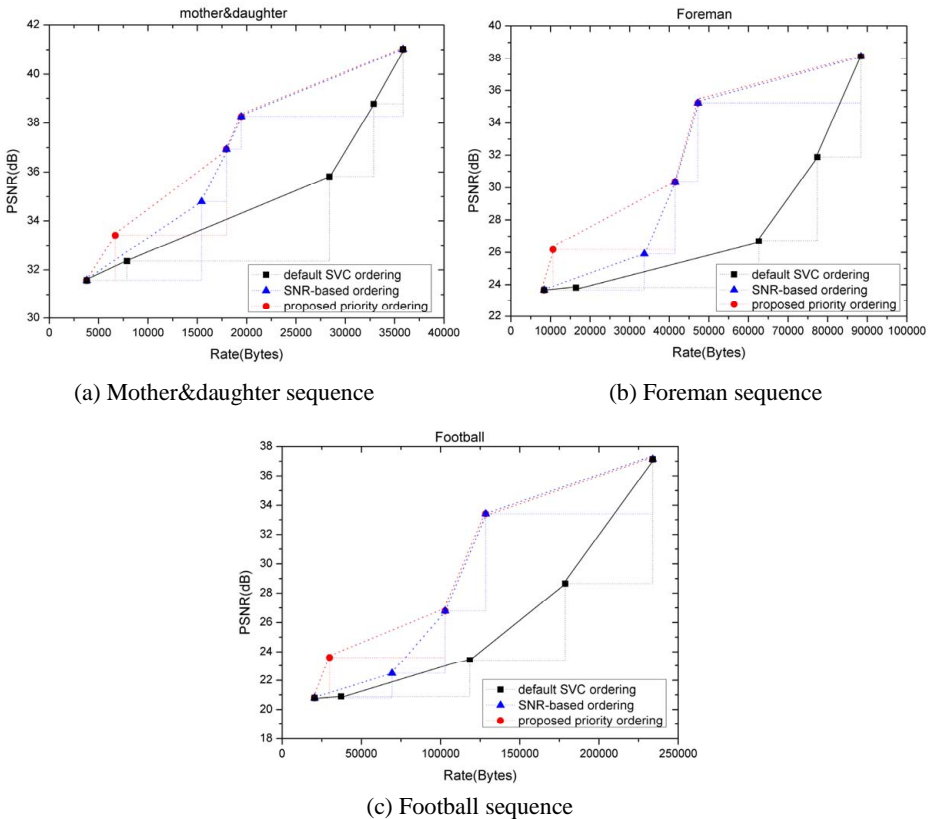 mother&daughter
42
40
38
36
34
32
30
PSNR(dB)
default SVC ordering
SNR-based ordering
proposed priority ordering
0 5000 10000 15000 20000 25000 30000 35000 40000
Rate(Bytes)
(a) Mother&daughter sequence
Foreman
40
38
36
34
32
30
28
26
24
22
PSNR(dB)
default SVC ordering
SNR-based ordering
proposed priority ordering
0 10000 20000 30000 40000 50000 60000 70000 80000 90000 100000
Rate(Bytes)
(b) Foreman sequence
Football
38
36
34
32
30
28
26
24
22
20
18
PSNR(dB)
default SVC ordering
SNR-based ordering
proposed priority ordering
0 50000 100000 150000 200000 250000
Rate(Bytes)
(c) Football sequence